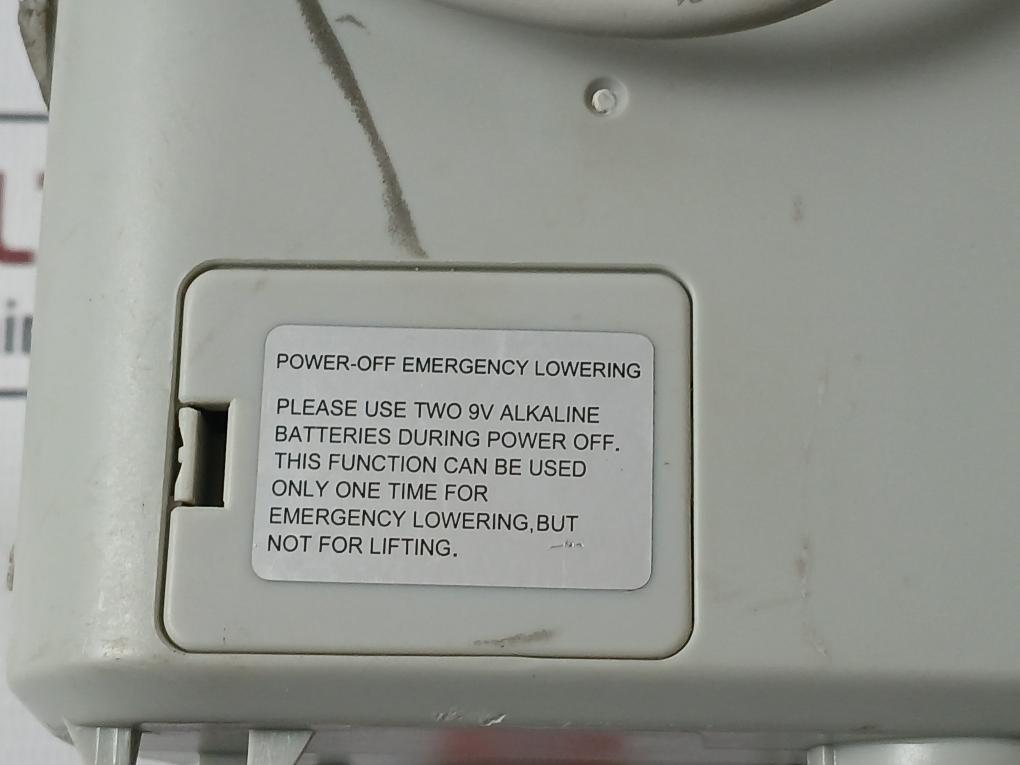 POWER-OFF EMERGENCY LOWERING
PLEASE USE TWO 9V ALKALINE
BATTERIES DURING POWER OFF.
THIS FUNCTION CAN BE USED
ONLY ONE TIME FOR
EMERGENCY LOWERING,BUT
NOT FOR LIFTING.